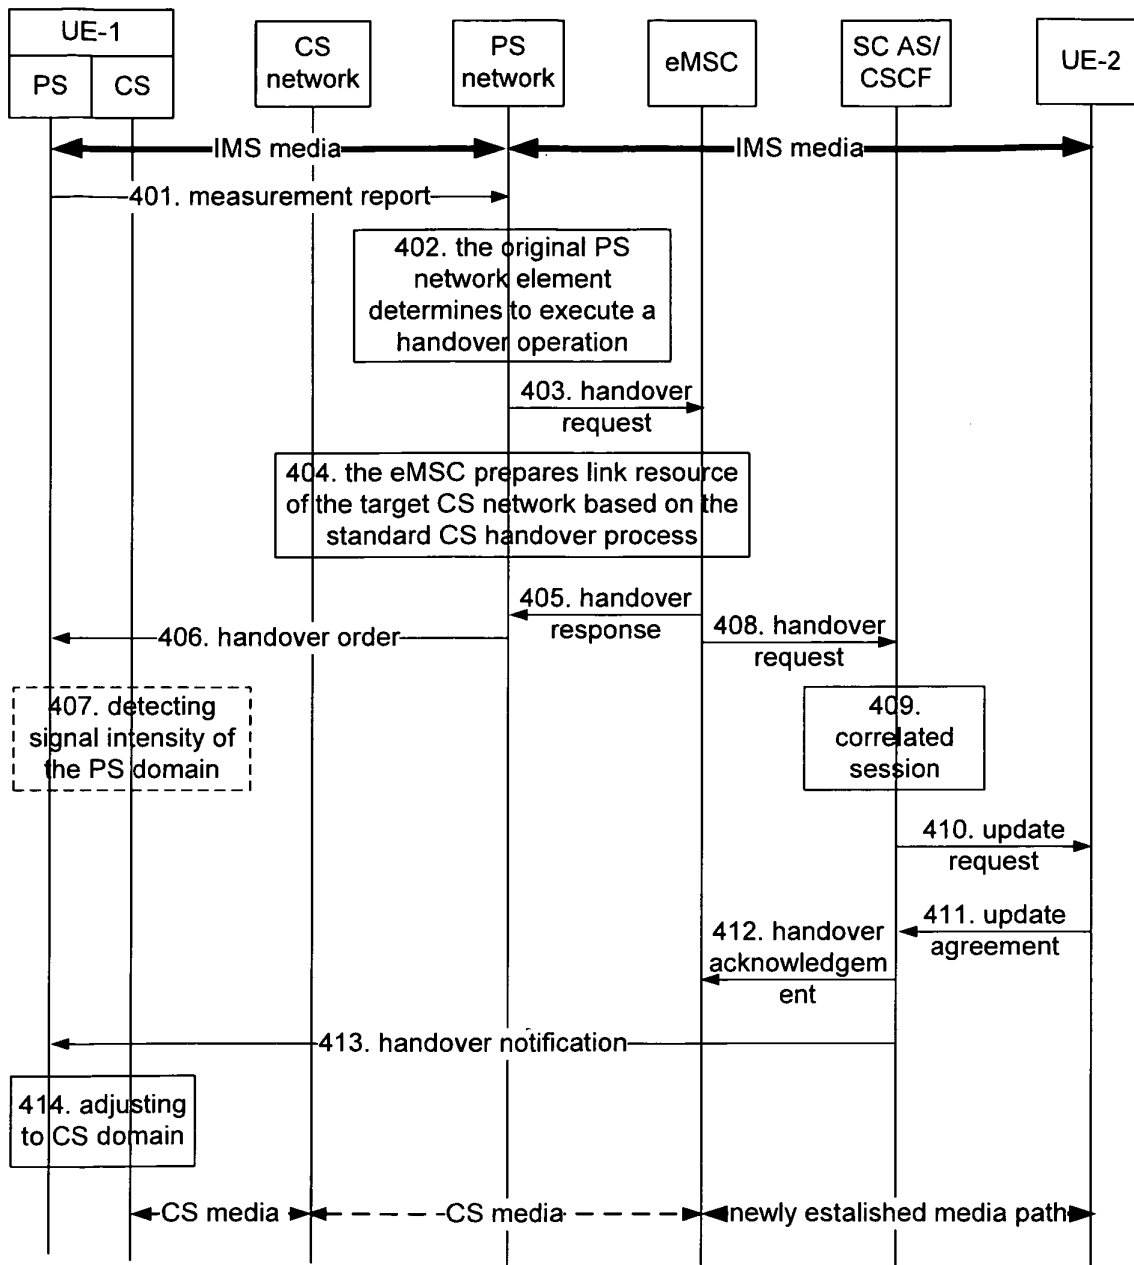 UE-1
PS
CS
CS
network
PS
network
eMSC
SC AS/
CSCF
UE-2
IMS media
IMS media
401. measurement report
402. the original PS
network element
determines to execute a
handover operation
403. handover
request
404. the eMSC prepares link resource
of the target CS network based on the
standard CS handover process
405. handover
response
406. handover order
408. handover
request
407. detecting
signal intensity of
the PS domain
409.
correlated
session
410. update
request
411. update
agreement
412. handover
acknowledgem
ent
413. handover notification
414. adjusting
to CS domain
CS media
CS media
newly estalished media path